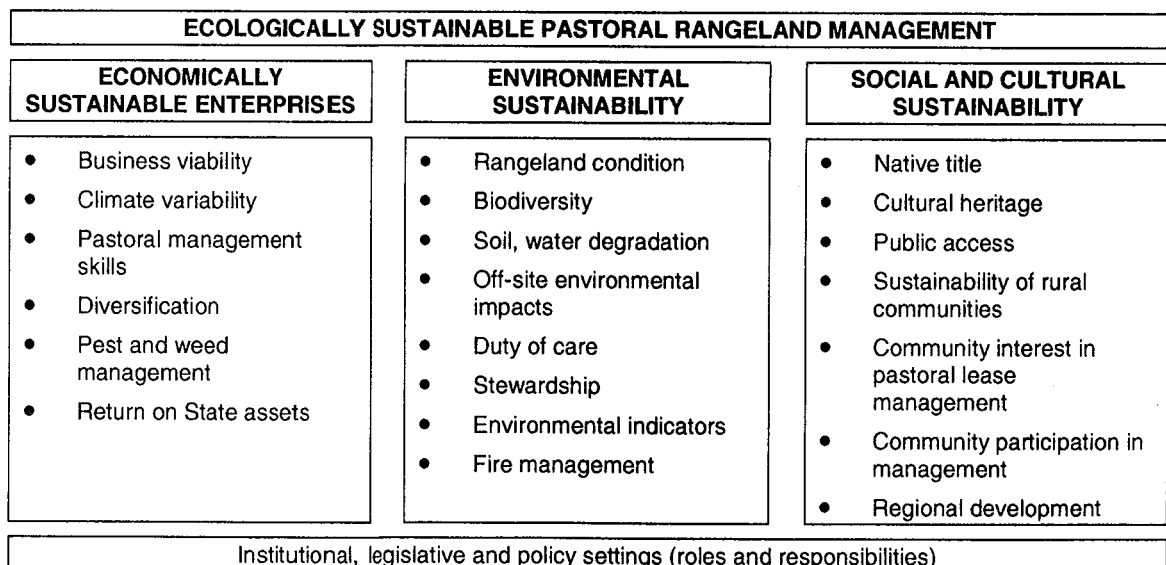 ECOLOGICALLY SUSTAINABLE PASTORAL RANGELAND MANAGEMENT
ECONOMICALLY
SUSTAINABLE ENTERPRISES
• Business viability
• Climate variability
• Pastoral management
skills
• Diversification
• Pest and weed
management
• Return on State assets
ENVIRONMENTAL
SUSTAINABILITY
• Rangeland condition
• Biodiversity
• Soil, water degradation
• Off-site environmental
impacts
• Duty of care
• Stewardship
• Environmental indicators
• Fire management
SOCIAL AND CULTURAL
SUSTAINABILITY
• Native title
• Cultural heritage
• Public access
• Sustainability of rural
communities
• Community interest in
pastoral lease
management
• Community participation in
management
• Regional development
Institutional, legislative and policy settings (roles and responsibilities)